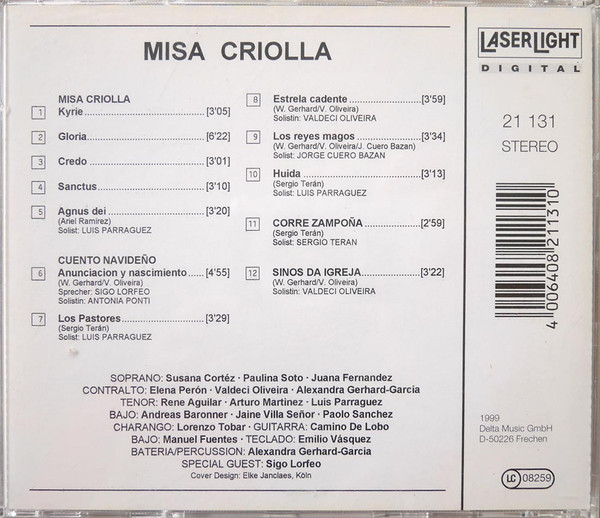 MISA CRIOLLA
MISA CRIOLLA
1 Kyrie [3'05]
2 Gloria [6'22]
3 Credo [3'01]
4 Sanctus [3'10]
5 Agnus dei [3'20]
(Ariel Ramirez)
Solist: LUIS PARRAGUEZ
CUENTO NAVIDEÑO
6 Anunciacion y nacimiento [4'55]
(W. Gerhard/V. Oliveira)
Sprecher: SIGO LORFEO
Solistin: ANTONIA PONTI
7 Los Pastores [3'29]
(Sergio Terán)
Solist: LUIS PARRAGUEZ
8 Estrela cadente [3'59]
(W. Gerhard/V. Oliveira)
Solistin: VALDECI OLIVEIRA
9 Los reyes magos [3'34]
(W. Gerhard/V. Oliveira/J. Cuero Bazan)
Solist: JORGE CUERO BAZAN
10 Huida [3'13]
(Sergio Terán)
Solist: LUIS PARRAGUEZ
11 CORRE ZAMPOÑA [2'59]
(Sergio Terán)
Solist: SERGIO TERAN
12 SINOS DA IGREJA [3'22]
(W. Gerhard/V. Oliveira)
Solistin: VALDECI OLIVEIRA
SOPRANO: Susana Cortéz · Paulina Soto · Juana Fernandez
CONTRALTO: Elena Perón · Valdeci Oliveira · Alexandra Gerhard-Garcia
TENOR: Rene Aguilar · Arturo Martinez · Luis Parraguez
BAJO: Andreas Baronner · Jaine Villa Señor · Paolo Sanchez
CHARANGO: Lorenzo Tobar · GUITARRA: Camino De Lobo
BAJO: Manuel Fuentes · TECLADO: Emilio Vásquez
BATERIA/PERCUSSION: Alexandra Gerhard-Garcia
SPECIAL GUEST: Sigo Lorfeo
Cover Design: Elke Janclaes, Köln
LASERLIGHT
DIGITAL
21 131
STEREO
4 006408 211310
1999
Delta Music GmbH
D-50226 Frechen
LC 08259